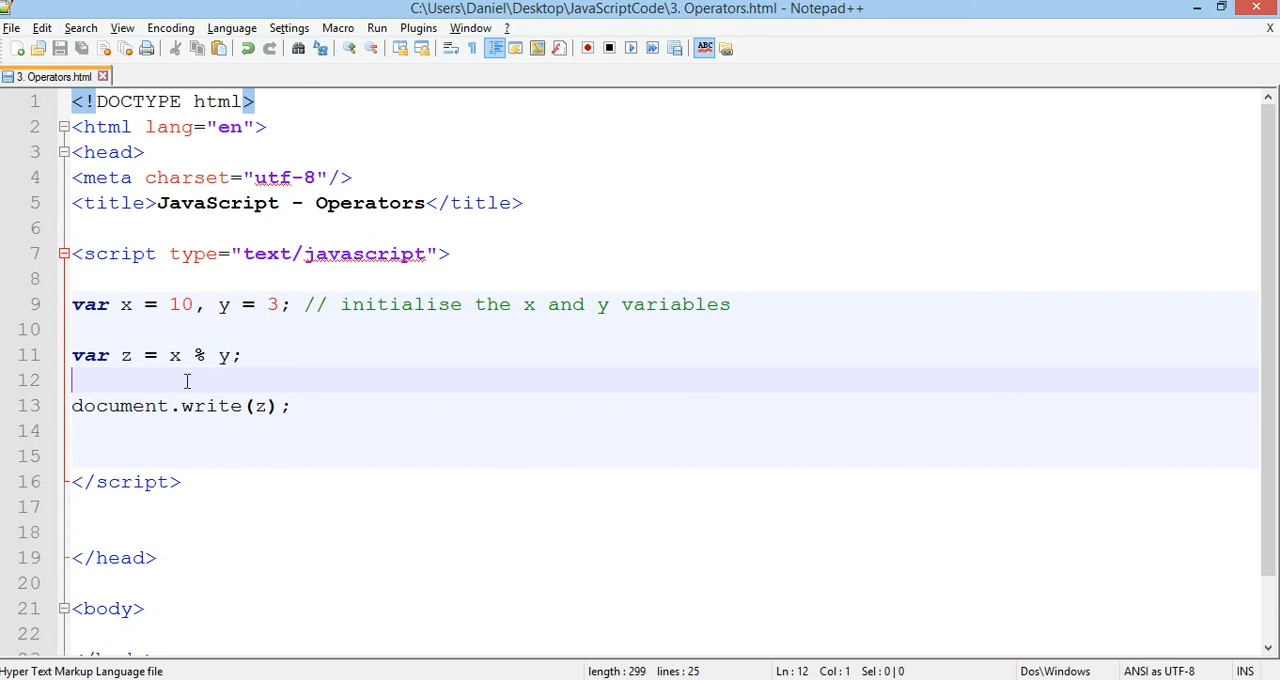 C:\Users\Daniel\Desktop\JavaScriptCode\3. Operators.html - Notepad++
File Edit Search View Encoding Language Settings Macro Run Plugins Window ? X
ABC
3. Operators.html
1 <!DOCTYPE html>
2 <html lang="en">
3 <head>
4 <meta charset="utf-8"/>
5 <title>JavaScript - Operators</title>
6
7 <script type="text/javascript">
8
9 var x = 10, y = 3; // initialise the x and y variables
10
11 var z = x % y;
12
13 document.write(z);
14
15
16 </script>
17
18
19 </head>
20
21 <body>
22
Hyper Text Markup Language file length : 299 lines : 25 Ln : 12 Col : 1 Sel : 0 | 0 Dos\Windows ANSI as UTF-8 INS